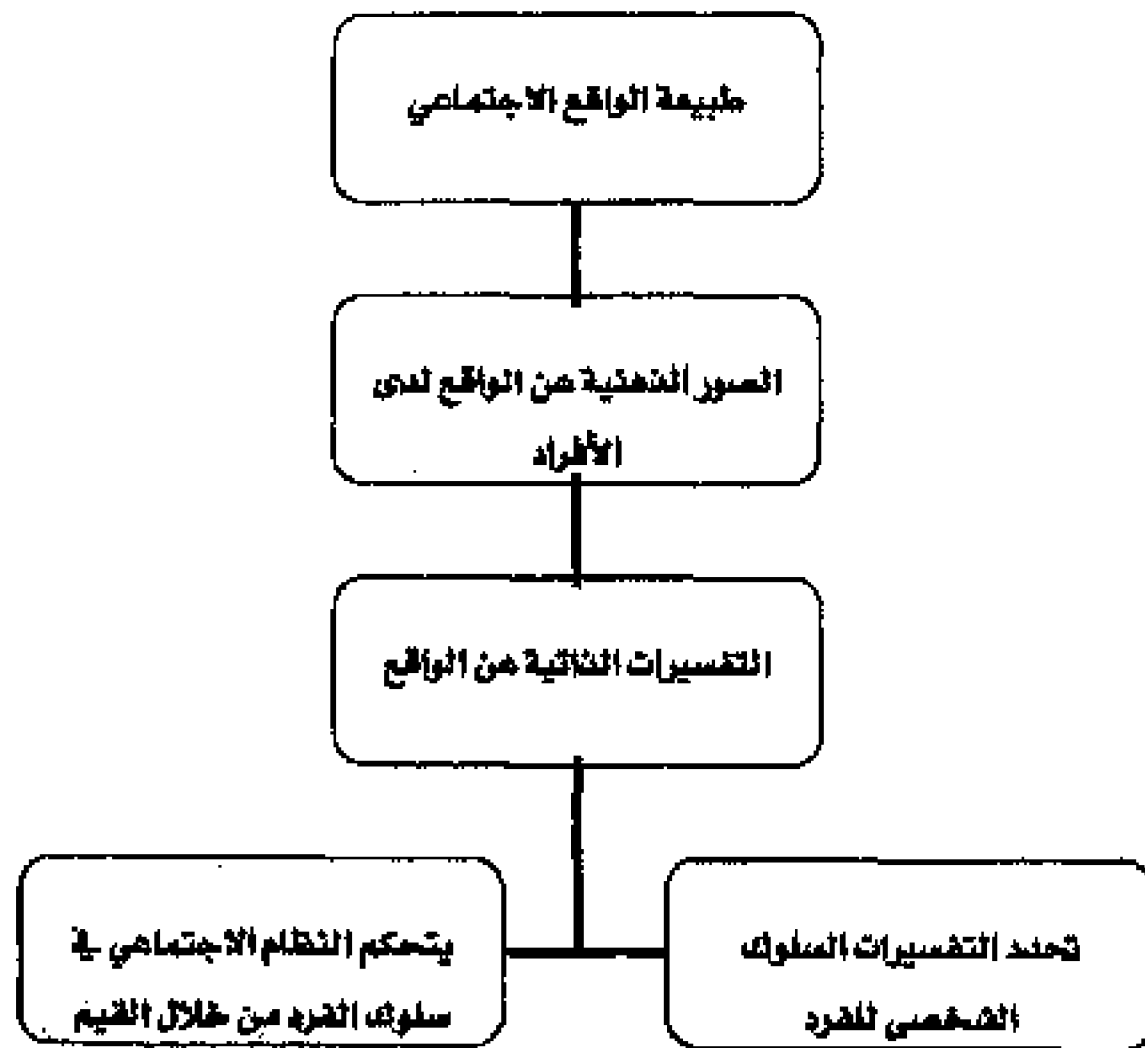 طبيعة الواقع الاجتماعي
الصور الذهنية عن الواقع لدى
الأفراد
التفسيرات الذاتية عن الواقع
تحدد التفسيرات السلوك
الشخصي للفرد
يتحكم النظام الاجتماعي في
سلوك الفرد من خلال القيم